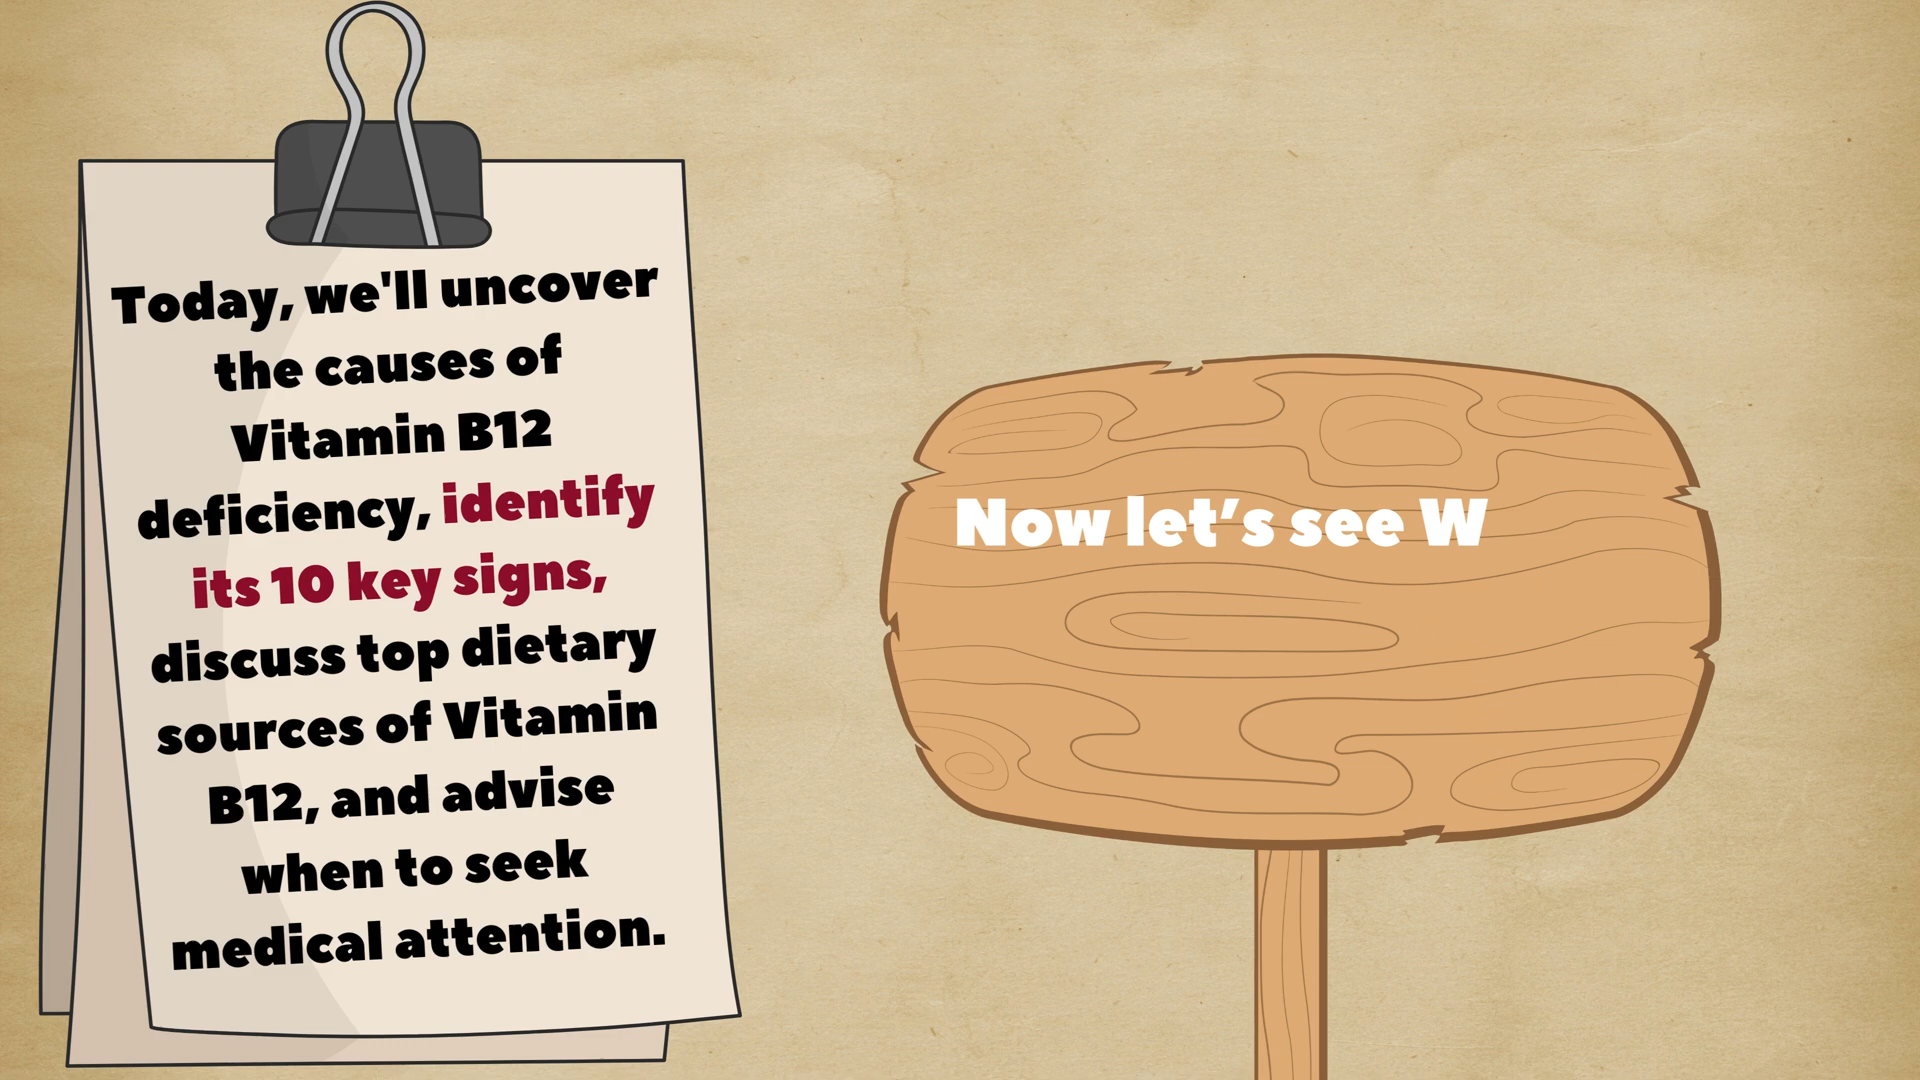 Today, we'll uncover
the causes of
Vitamin B12
deficiency, identify
its 10 key signs,
discuss top dietary
sources of Vitamin
B12, and advise
when to seek
medical attention.
Now let’s see W